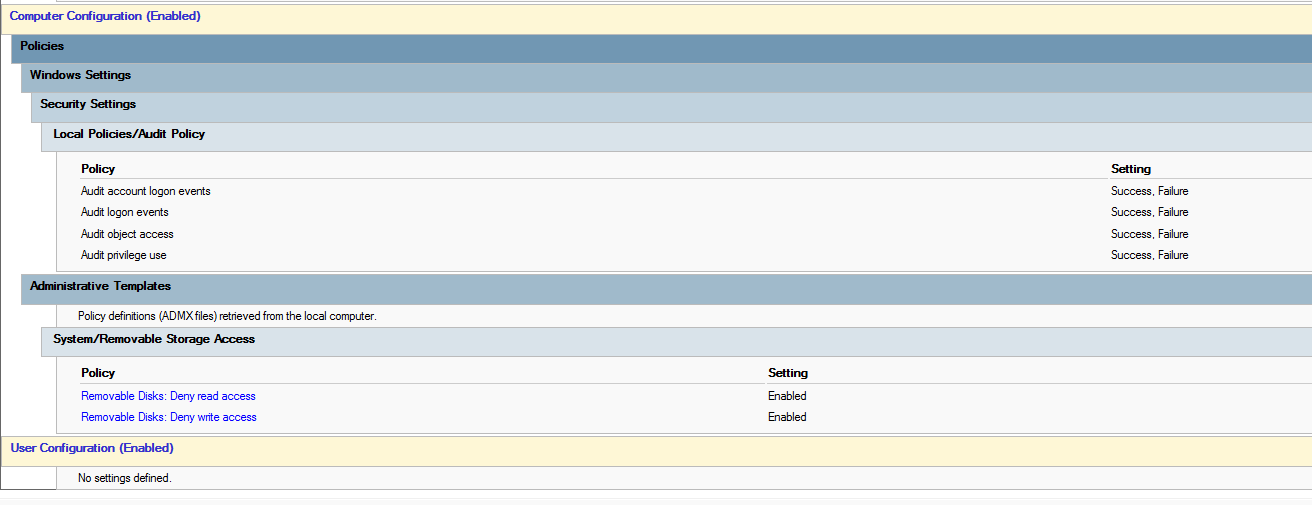 Computer Configuration (Enabled)
Policies
Windows Settings
Security Settings
Local Policies/Audit Policy
Policy Setting
Audit account logon events Success, Failure
Audit logon events Success, Failure
Audit object access Success, Failure
Audit privilege use Success, Failure
Administrative Templates
Policy definitions (ADMX files) retrieved from the local computer.
System/Removable Storage Access
Policy Setting
Removable Disks: Deny read access Enabled
Removable Disks: Deny write access Enabled
User Configuration (Enabled)
No settings defined.